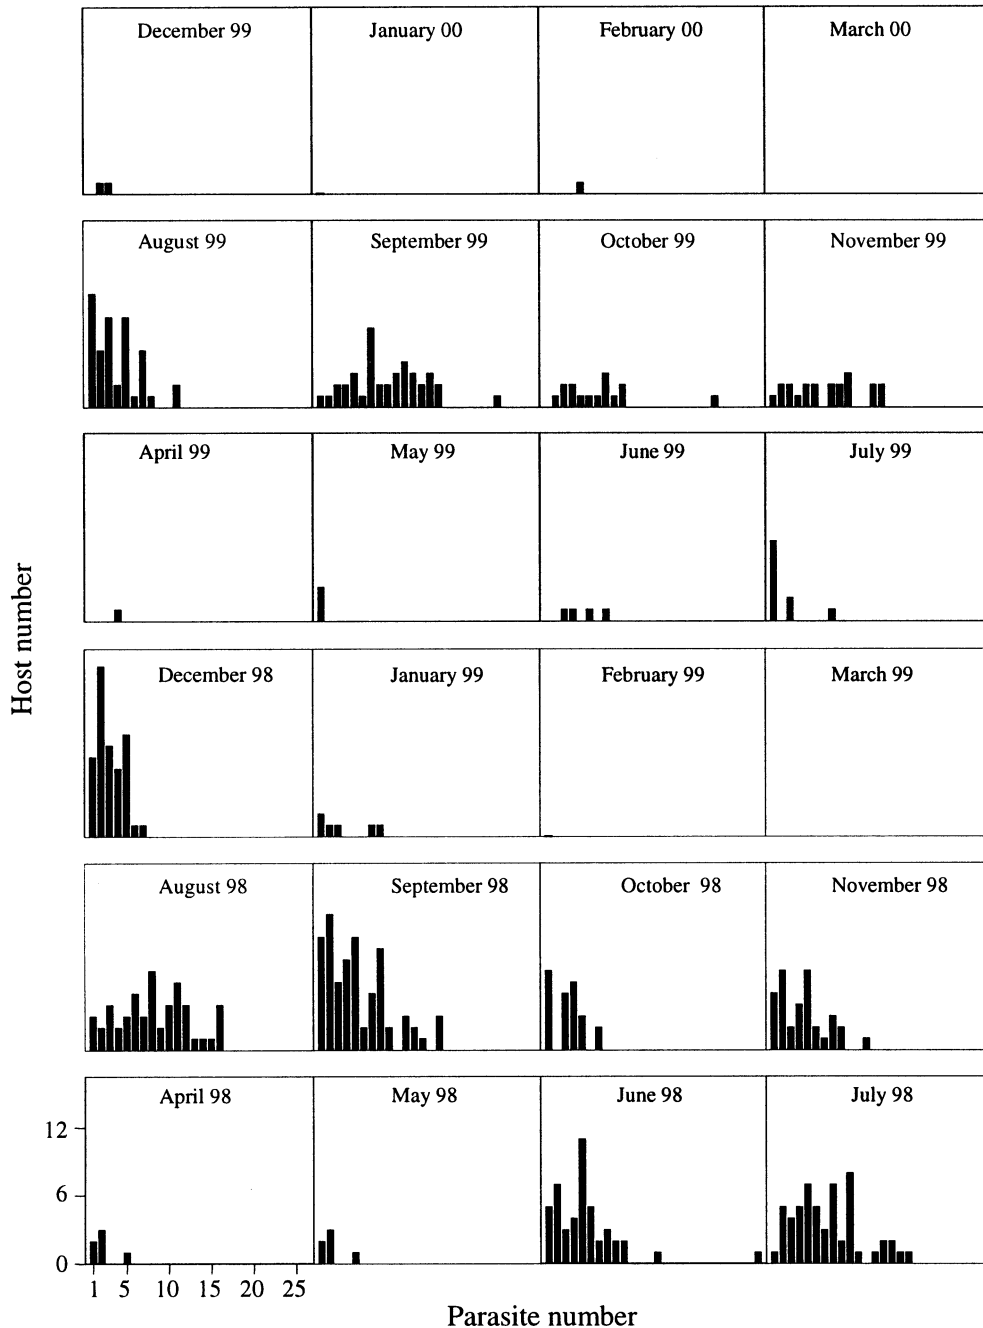 December 99 January 00 February 00 March 00
August 99 September 99 October 99 November 99
April 99 May 99 June 99 July 99
December 98 January 99 February 99 March 99
August 98 September 98 October 98 November 98
April 98 May 98 June 98 July 98
12
6
0
1 5 10 15 20 25
Host number
Parasite number